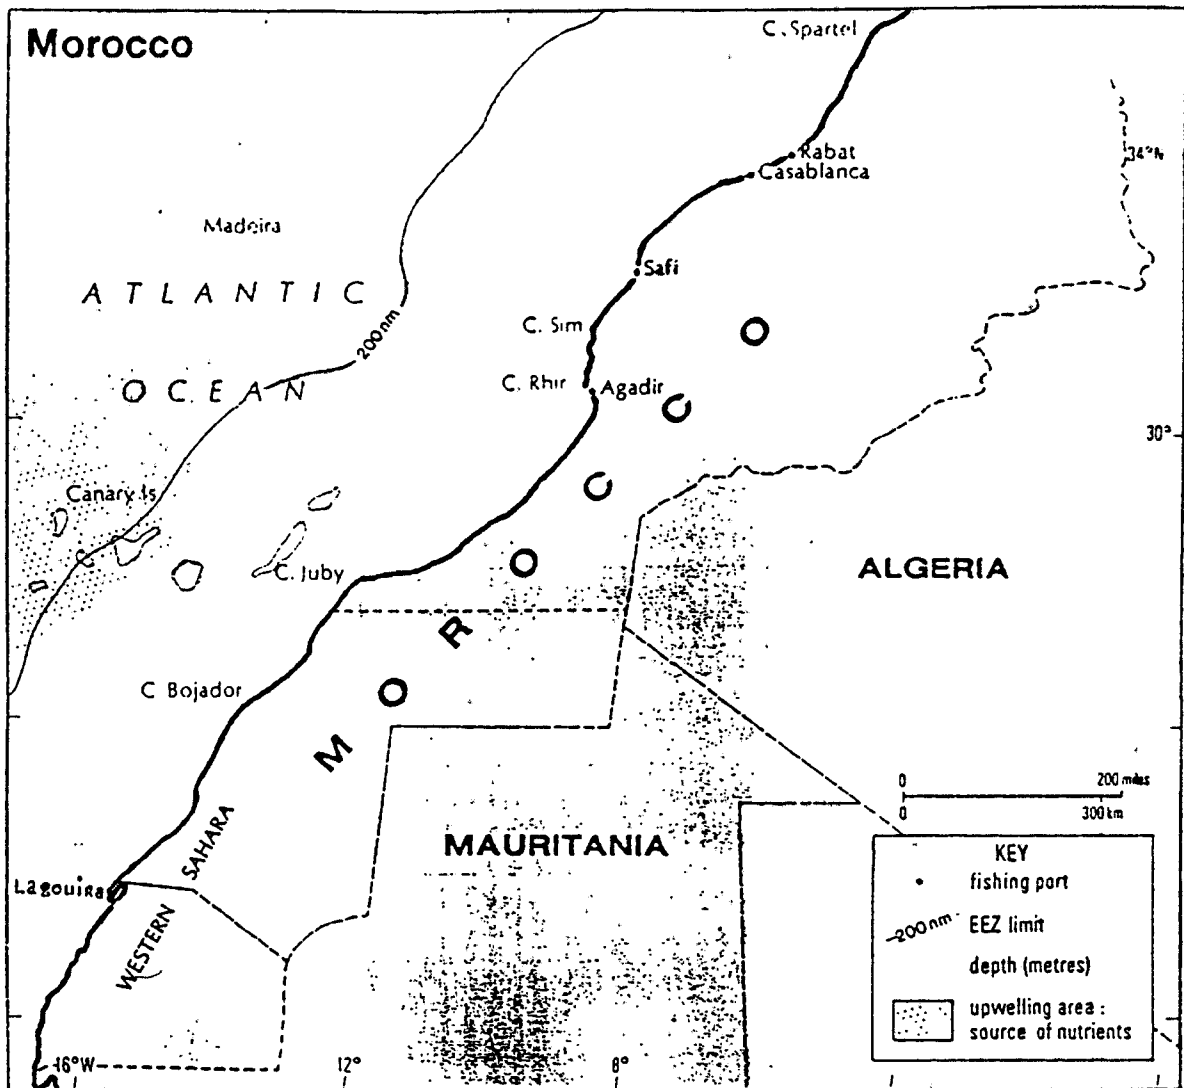 Morocco
C. Spartel
Rabat
34°N
Casablanca
Madeira
Safi
ATLANTIC
C. Sim
200nm
C. Rhir
Agadir
OCEAN
30°
Canary Is
ALGERIA
C. Juby
M O R O C C O
C Bojador
0 200 miles
0 300 km
MAURITANIA
Lagouira
WESTERN SAHARA
KEY
fishing port
200nm EEZ limit
depth (metres)
upwelling area :
source of nutrients
16°W
12°
8°